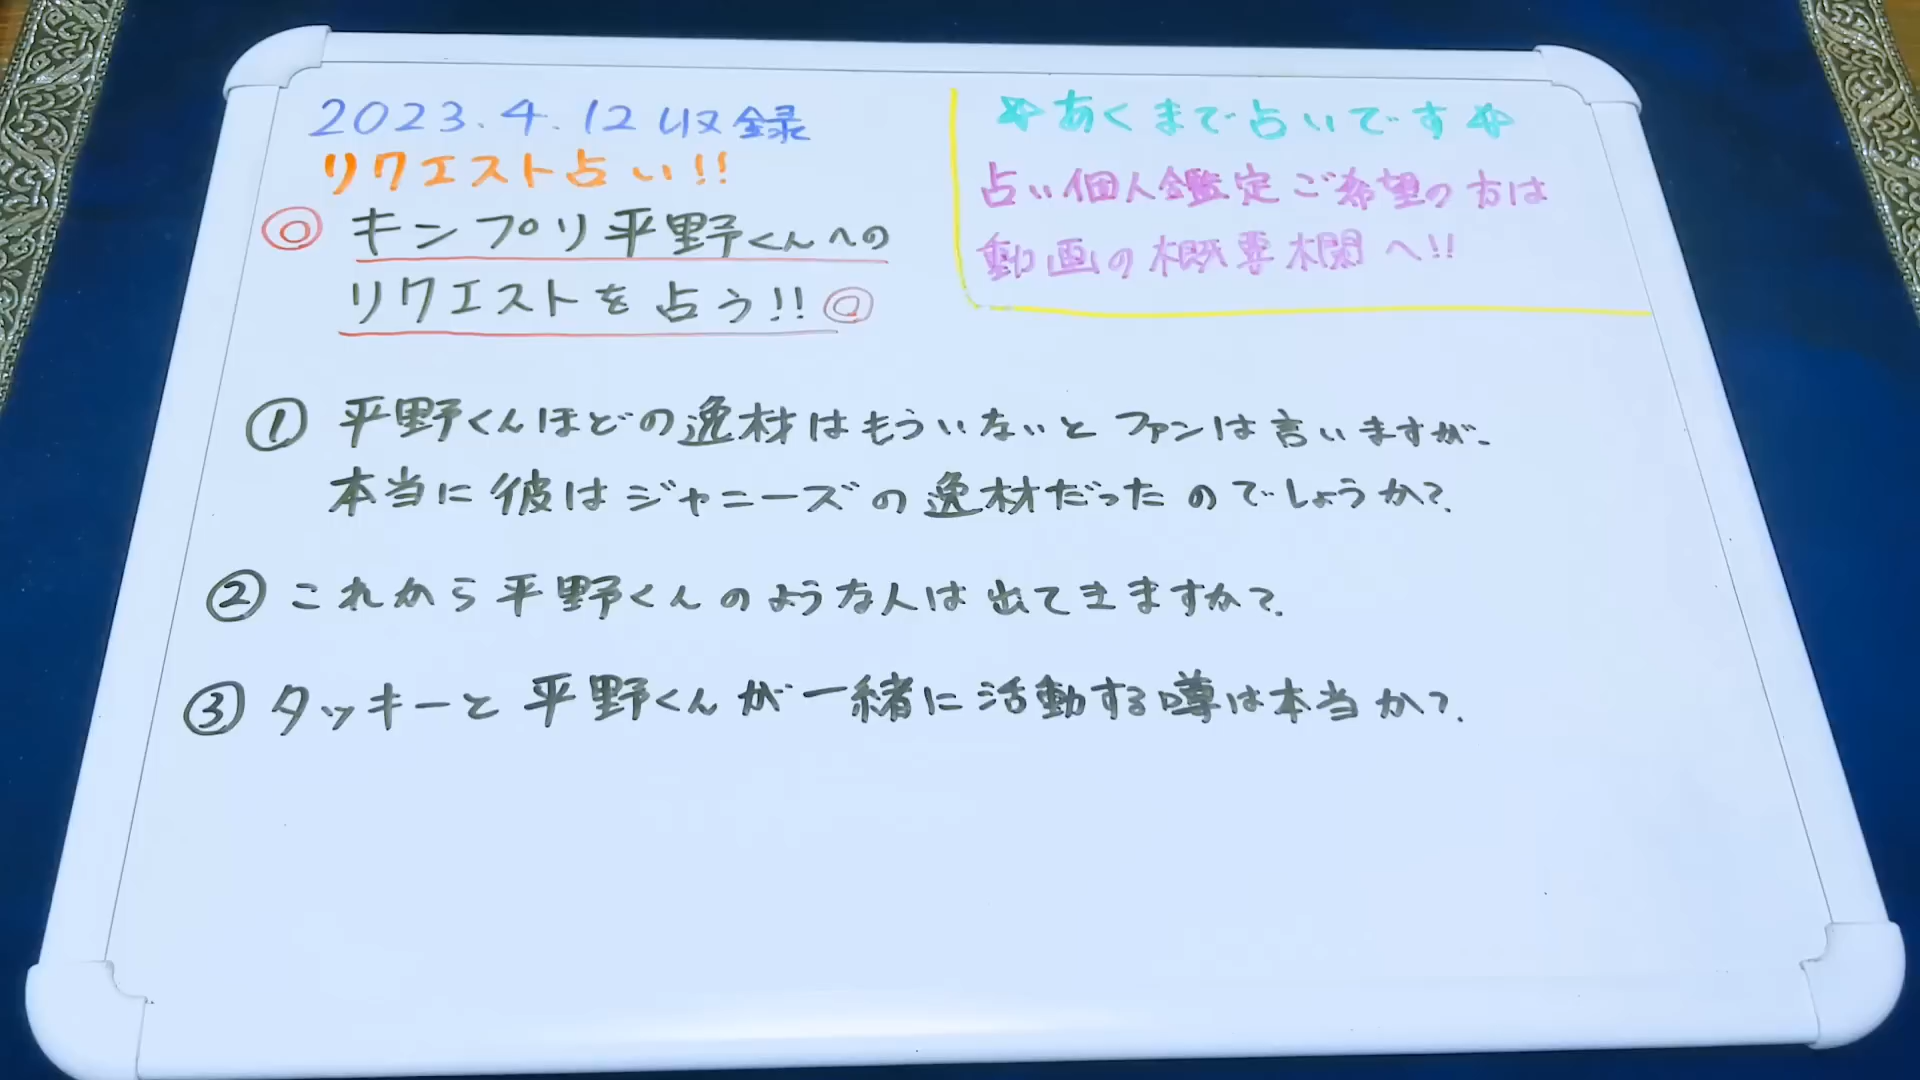 2023.4.12収録
リクエスト占い!!
◎キンプリ平野くんへの
リクエストを占う!!◎
☆あくまで占いです☆
占い個人鑑定ご希望の方は
動画の概要欄へ!!
① 平野くんほどの逸材はもういないとファンは言いますが、
本当に彼はジャニーズの逸材だったのでしょうか?
② これから平野くんのような人は出てきますか?
③ タッキーと平野くんが一緒に活動する噂は本当か?